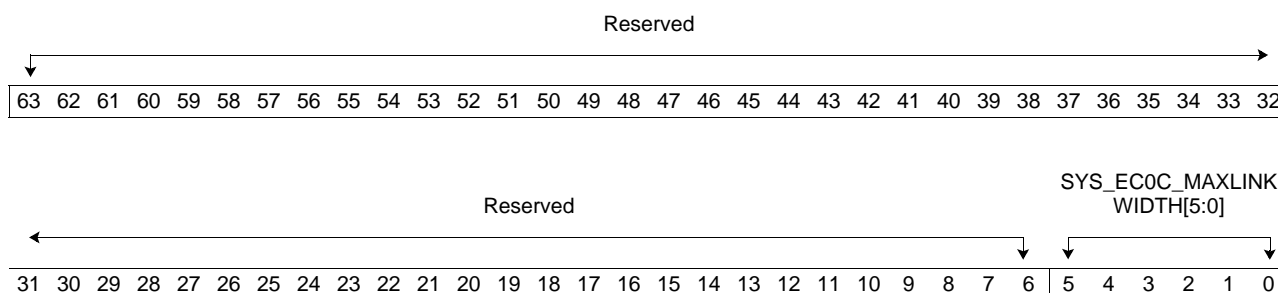 Reserved
63 62 61 60 59 58 57 56 55 54 53 52 51 50 49 48 47 46 45 44 43 42 41 40 39 38 37 36 35 34 33 32
SYS_EC0C_MAXLINK
WIDTH[5:0]
Reserved
31 30 29 28 27 26 25 24 23 22 21 20 19 18 17 16 15 14 13 12 11 10 9 8 7 6 5 4 3 2 1 0